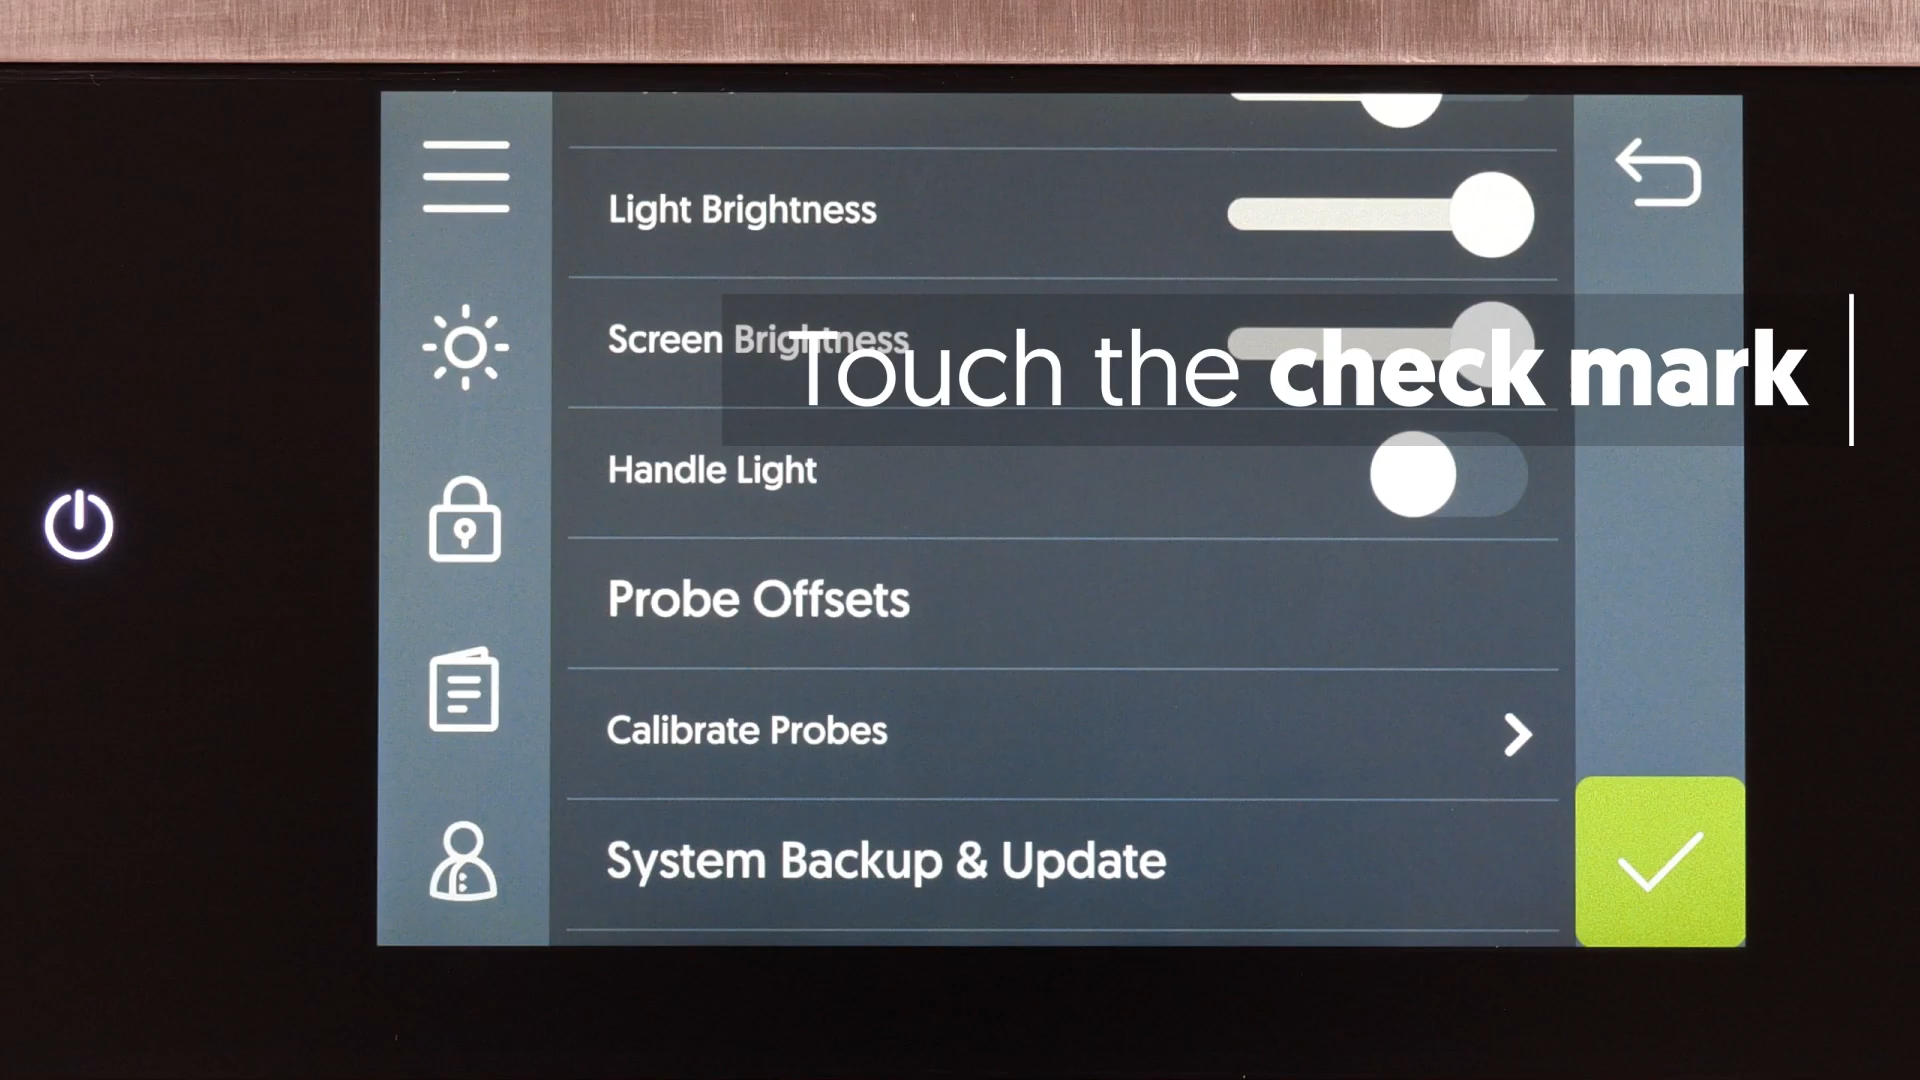 Light Brightness
Screen Brightness
Touch the check mark
Handle Light
Probe Offsets
Calibrate Probes
System Backup & Update